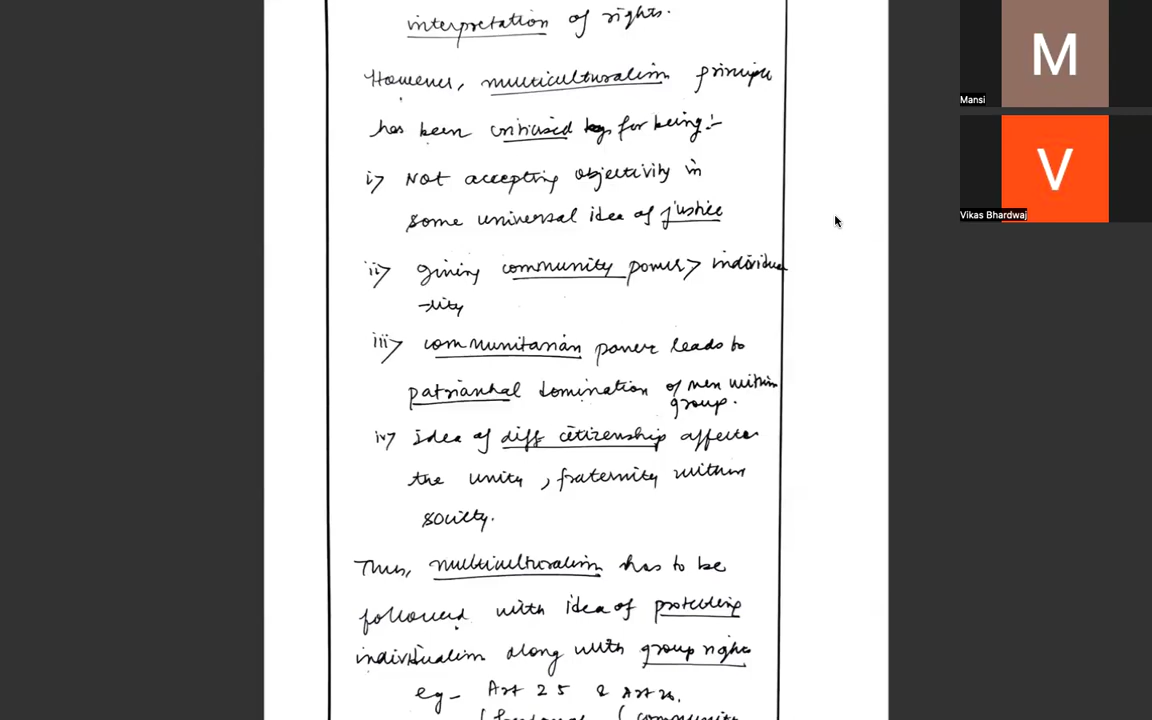 interpretation of rights.
However, multiculturalism principle
has been criticised for being:-
i> Not accepting objectivity in
some universal idea of justice
ii> giving community power > individua
-lity
iii> communitarian power leads to
patriarchal domination of men within
group.
iv> idea of diff citizenship affects
the unity, fraternity within
society.
Thus, multiculturalism has to be
followed with idea of protecting
individualism along with group rights
eg- Art 25 & Art 26.
(community
M
Mansi
V
Vikas Bhardwaj